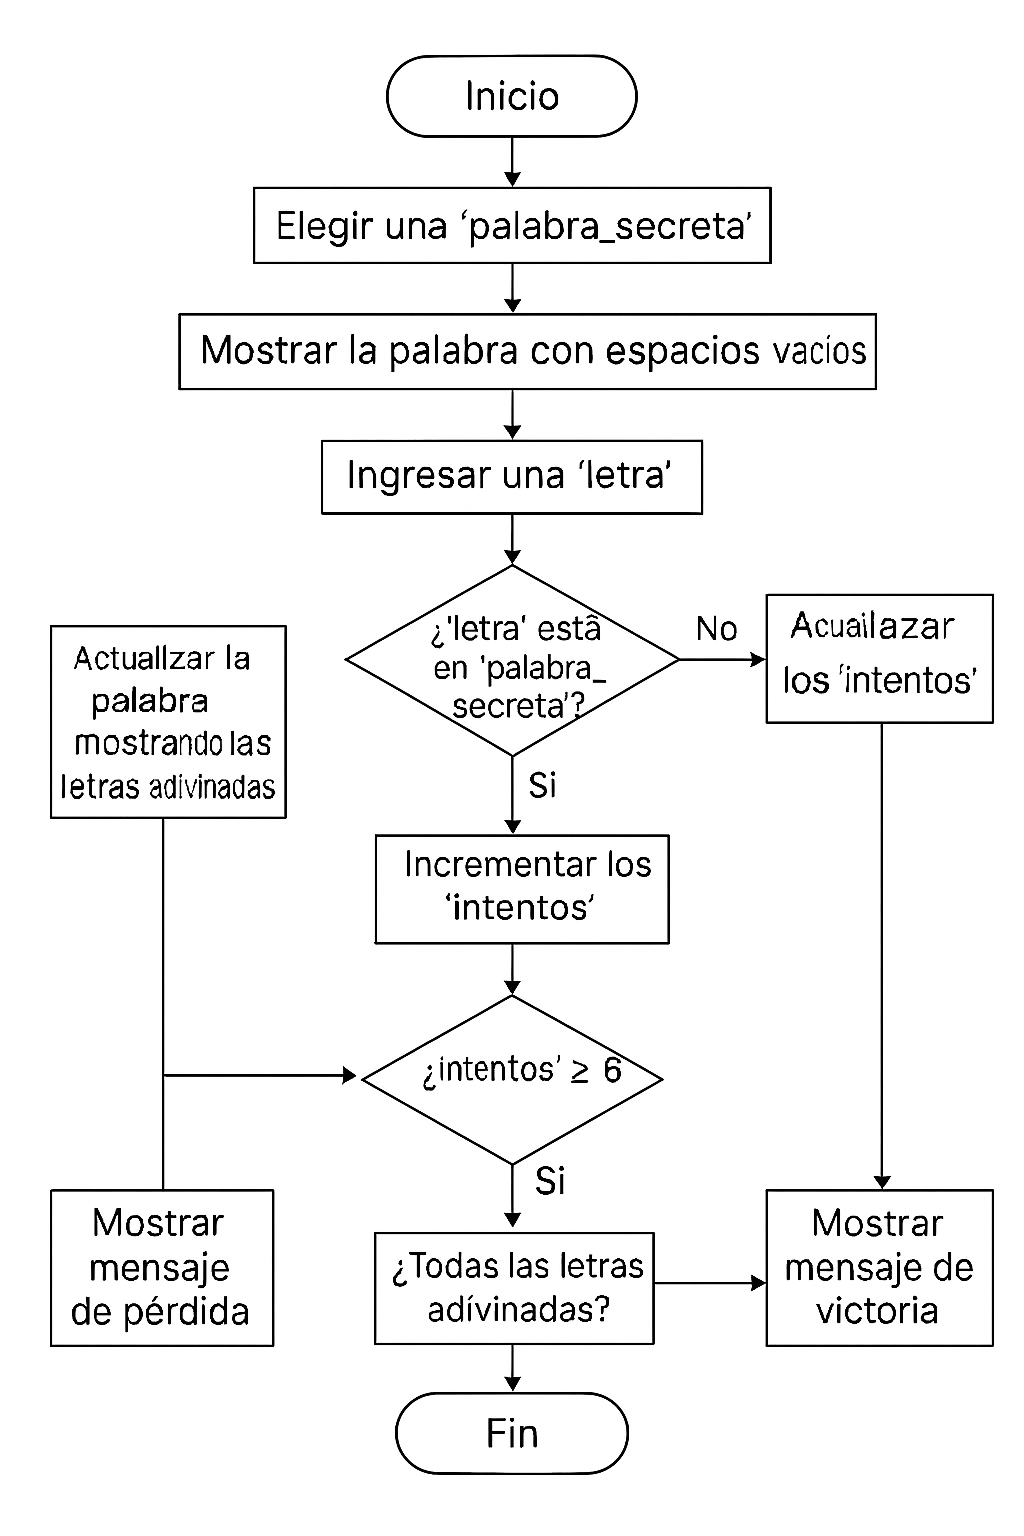 Inicio
Elegir una ‘palabra_secreta’
Mostrar la palabra con espacios vacíos
Ingresar una ‘letra’
¿'letra' estã
en 'palabra_
secreta'?
No
Acuailazar
los 'intentos'
Actuallzar la
palabra
mostrando las
letras adivinadas
Si
Incrementar los
‘intentos’
¿intentos’ ≥ 6
Si
Mostrar
mensaje
de pérdida
¿Todas las letras
adívinadas?
Mostrar
mensaje de
victoria
Fin